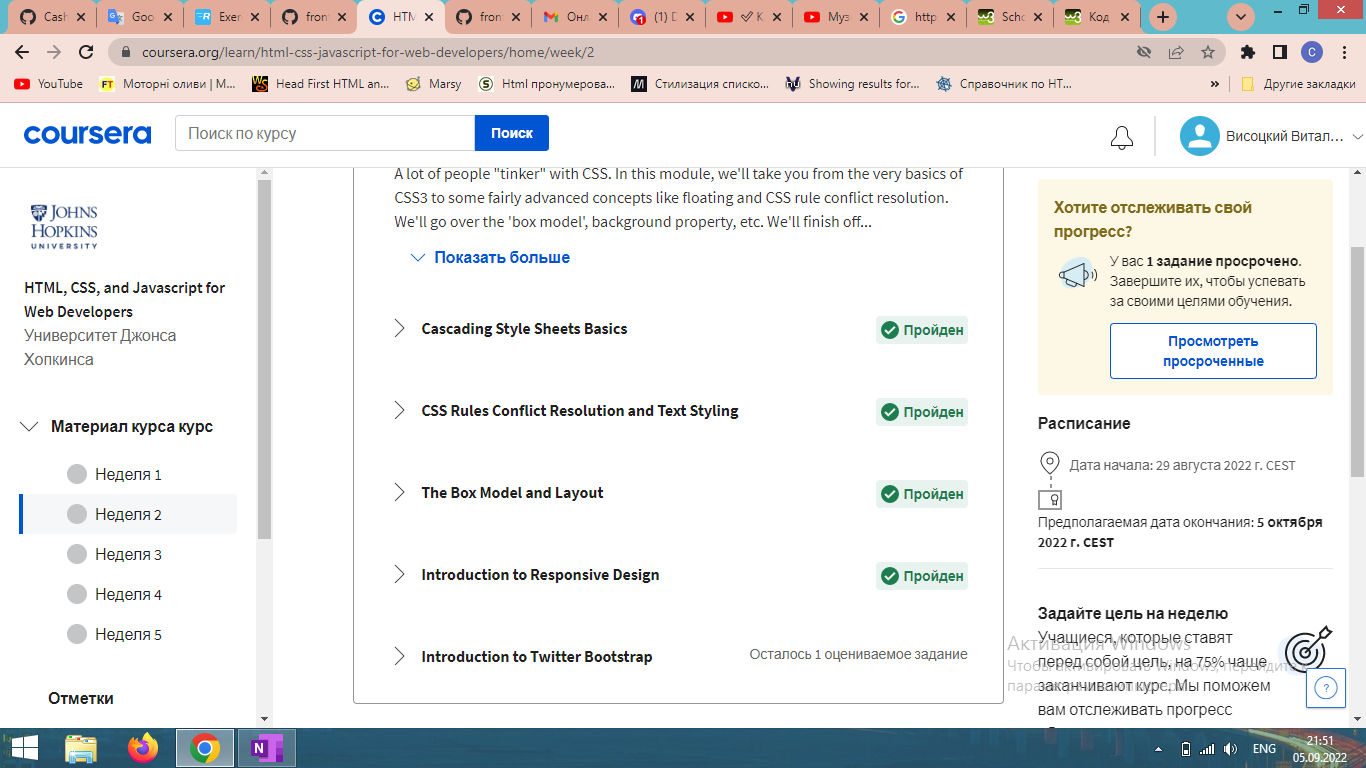 Cash
Goo
Exer
fron
HTM
fron
Онл
(1) D
К
Муз
http
Scho
Код
coursera.org/learn/html-css-javascript-for-web-developers/home/week/2
C
YouTube
FT Моторні оливи | М...
Head First HTML an...
Marsy
Html пронумерова...
Стилизация списко...
Showing results for...
Справочник по HT...
»
Другие закладки
coursera
Поиск по курсу
Поиск
Високцкий Витал...
JOHNS
HOPKINS
UNIVERSITY
HTML, CSS, and Javascript for
Web Developers
Университет Джонса
Хопкинса
Материал курса курс
Неделя 1
Неделя 2
Неделя 3
Неделя 4
Неделя 5
Отметки
A lot of people "tinker" with CSS. In this module, we'll take you from the very basics of
CSS3 to some fairly advanced concepts like floating and CSS rule conflict resolution.
We'll go over the 'box model', background property, etc. We'll finish off...
Показать больше
Cascading Style Sheets Basics
Пройден
CSS Rules Conflict Resolution and Text Styling
Пройден
The Box Model and Layout
Пройден
Introduction to Responsive Design
Пройден
Introduction to Twitter Bootstrap
Осталось 1 оцениваемое задание
Хотите отслеживать свой
прогресс?
У вас 1 задание просрочено.
Завершите их, чтобы успевать
за своими целями обучения.
Просмотреть
просроченные
Расписание
Дата начала: 29 августа 2022 г. CEST
Предполагаемая дата окончания: 5 октября
2022 г. CEST
Задайте цель на неделю
Учащиеся, которые ставят
перед собой цель, на 75% чаще
заканчивают курс. Мы поможем
вам отслеживать прогресс
Активация Windows
Чтобы активировать Windows, перейдите в
?
ENG
21:51
05.09.2022